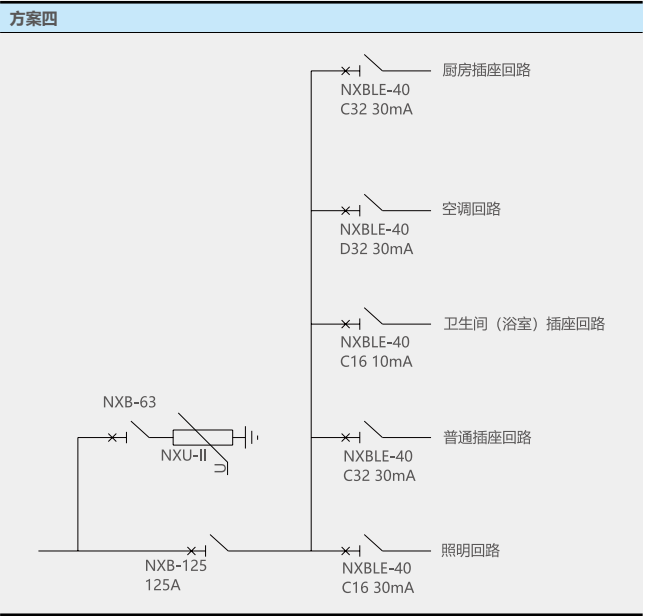 方案四
厨房插座回路
NXBLE-40
C32 30mA
空调回路
NXBLE-40
D32 30mA
卫生间（浴室）插座回路
NXBLE-40
C16 10mA
NXB-63
NXU-II
U
普通插座回路
NXBLE-40
C32 30mA
NXB-125
125A
照明回路
NXBLE-40
C16 30mA